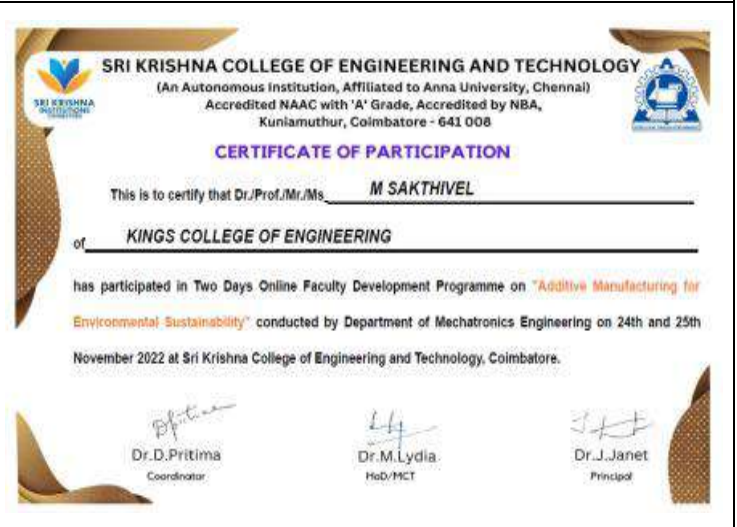 SRI KRISHNA COLLEGE OF ENGINEERING AND TECHNOLOGY
(An Autonomous Institution, Affiliated to Anna University, Chennai)
Accredited NAAC with 'A' Grade, Accredited by NBA,
Kuniamuthur, Coimbatore - 641 008
SRI KRISHNA
INSTITUTIONS
CERTIFICATE OF PARTICIPATION
This is to certify that Dr./Prof./Mr./Ms. M SAKTHIVEL
of KINGS COLLEGE OF ENGINEERING
has participated in Two Days Online Faculty Development Programme on "Additive Manufacturing for
Environmental Sustainability" conducted by Department of Mechatronics Engineering on 24th and 25th
November 2022 at Sri Krishna College of Engineering and Technology, Coimbatore.
Dr.D.Pritima
Coordinator
Dr.M.Lydia
HoD/MCT
Dr.J.Janet
Principal